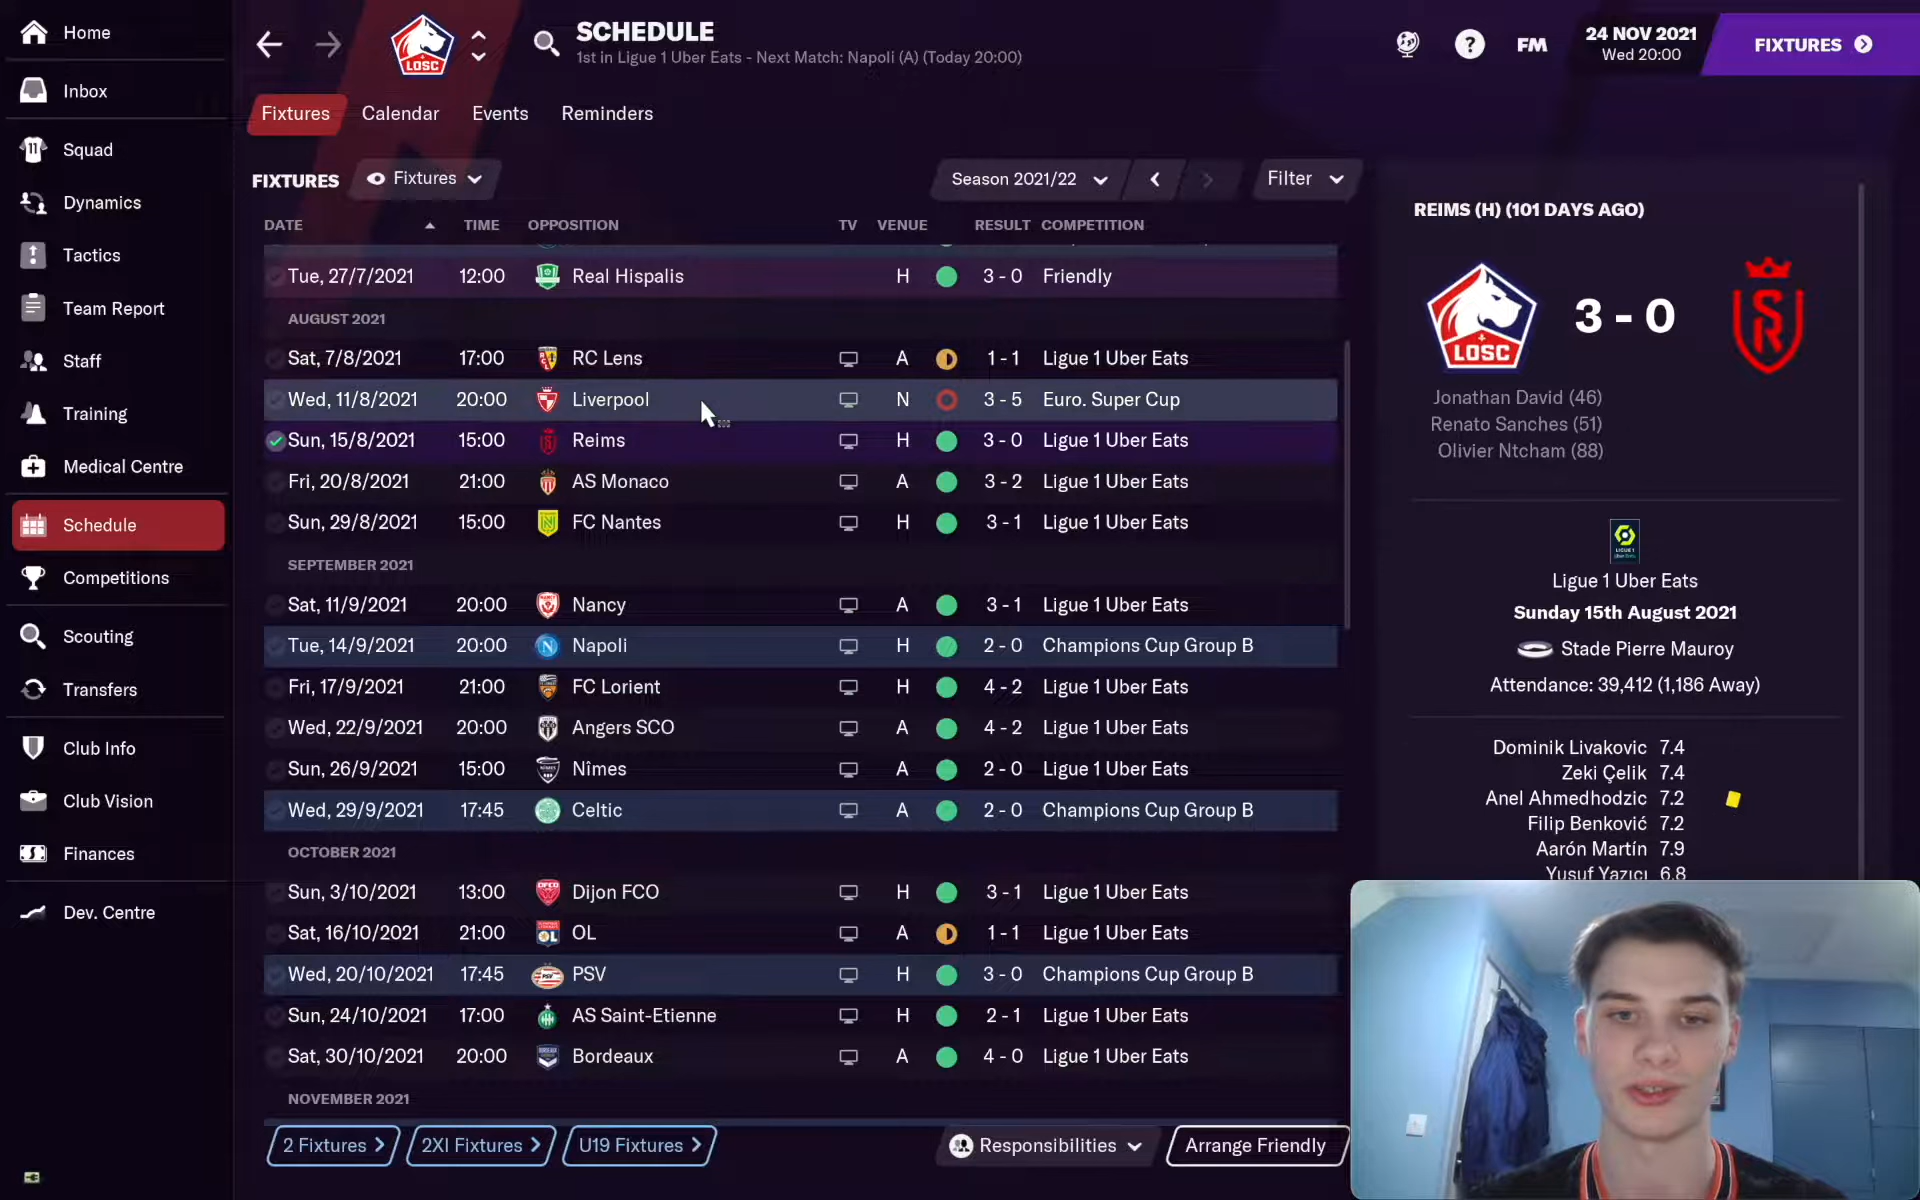 Home
Inbox
Squad
Dynamics
Tactics
Team Report
Staff
Training
Medical Centre
Schedule
Competitions
Scouting
Transfers
Club Info
Club Vision
Finances
Dev. Centre
LOSC
SCHEDULE
1st in Ligue 1 Uber Eats - Next Match: Napoli (A) (Today 20:00)
? FM
24 NOV 2021
Wed 20:00
FIXTURES
Fixtures Calendar Events Reminders
FIXTURES Fixtures Season 2021/22 Filter
DATE TIME OPPOSITION TV VENUE RESULT COMPETITION
Tue, 27/7/2021 12:00 Real Hispalis H 3 - 0 Friendly
AUGUST 2021
Sat, 7/8/2021 17:00 RC Lens A 1 - 1 Ligue 1 Uber Eats
Wed, 11/8/2021 20:00 Liverpool N 3 - 5 Euro. Super Cup
Sun, 15/8/2021 15:00 Reims H 3 - 0 Ligue 1 Uber Eats
Fri, 20/8/2021 21:00 AS Monaco A 3 - 2 Ligue 1 Uber Eats
Sun, 29/8/2021 15:00 FC Nantes H 3 - 1 Ligue 1 Uber Eats
SEPTEMBER 2021
Sat, 11/9/2021 20:00 Nancy A 3 - 1 Ligue 1 Uber Eats
Tue, 14/9/2021 20:00 Napoli H 2 - 0 Champions Cup Group B
Fri, 17/9/2021 21:00 FC Lorient H 4 - 2 Ligue 1 Uber Eats
Wed, 22/9/2021 20:00 Angers SCO A 4 - 2 Ligue 1 Uber Eats
Sun, 26/9/2021 15:00 Nîmes A 2 - 0 Ligue 1 Uber Eats
Wed, 29/9/2021 17:45 Celtic A 2 - 0 Champions Cup Group B
OCTOBER 2021
Sun, 3/10/2021 13:00 Dijon FCO H 3 - 1 Ligue 1 Uber Eats
Sat, 16/10/2021 21:00 OL A 1 - 1 Ligue 1 Uber Eats
Wed, 20/10/2021 17:45 PSV H 3 - 0 Champions Cup Group B
Sun, 24/10/2021 17:00 AS Saint-Etienne H 2 - 1 Ligue 1 Uber Eats
Sat, 30/10/2021 20:00 Bordeaux A 4 - 0 Ligue 1 Uber Eats
NOVEMBER 2021
2 Fixtures 2XI Fixtures U19 Fixtures Responsibilities Arrange Friendly
REIMS (H) (101 DAYS AGO)
LOSC 3 - 0
Jonathan David (46)
Renato Sanches (51)
Olivier Ntcham (88)
Ligue 1 Uber Eats
Sunday 15th August 2021
Stade Pierre Mauroy
Attendance: 39,412 (1,186 Away)
Dominik Livakovic 7.4
Zeki Çelik 7.4
Anel Ahmedhodzic 7.2
Filip Benković 7.2
Aarón Martín 7.9
Yusuf Yazıcı 6.8